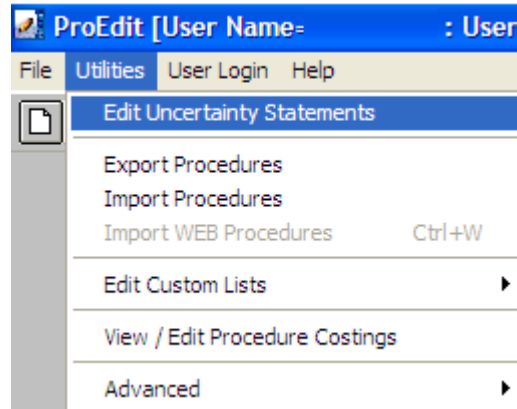 ProEdit [User Name= : User
File Utilities User Login Help
Edit Uncertainty Statements
Export Procedures
Import Procedures
Import WEB Procedures Ctrl+W
Edit Custom Lists
View / Edit Procedure Costings
Advanced